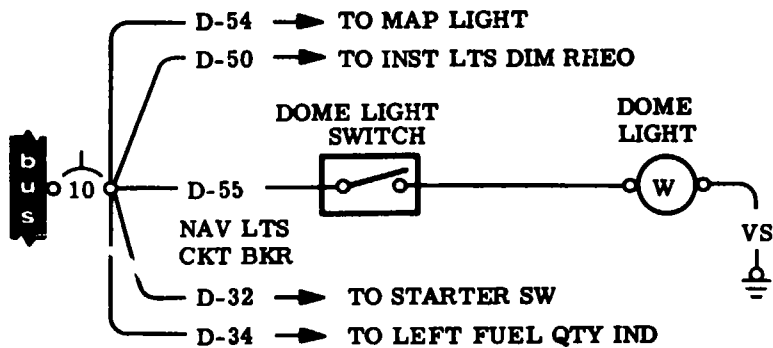 D-54 TO MAP LIGHT
D-50 TO INST LTS DIM RHEO
DOME LIGHT
SWITCH
DOME
LIGHT
bus
10
D-55
W
NAV LTS
CKT BKR
VS
D-32 TO STARTER SW
D-34 TO LEFT FUEL QTY IND